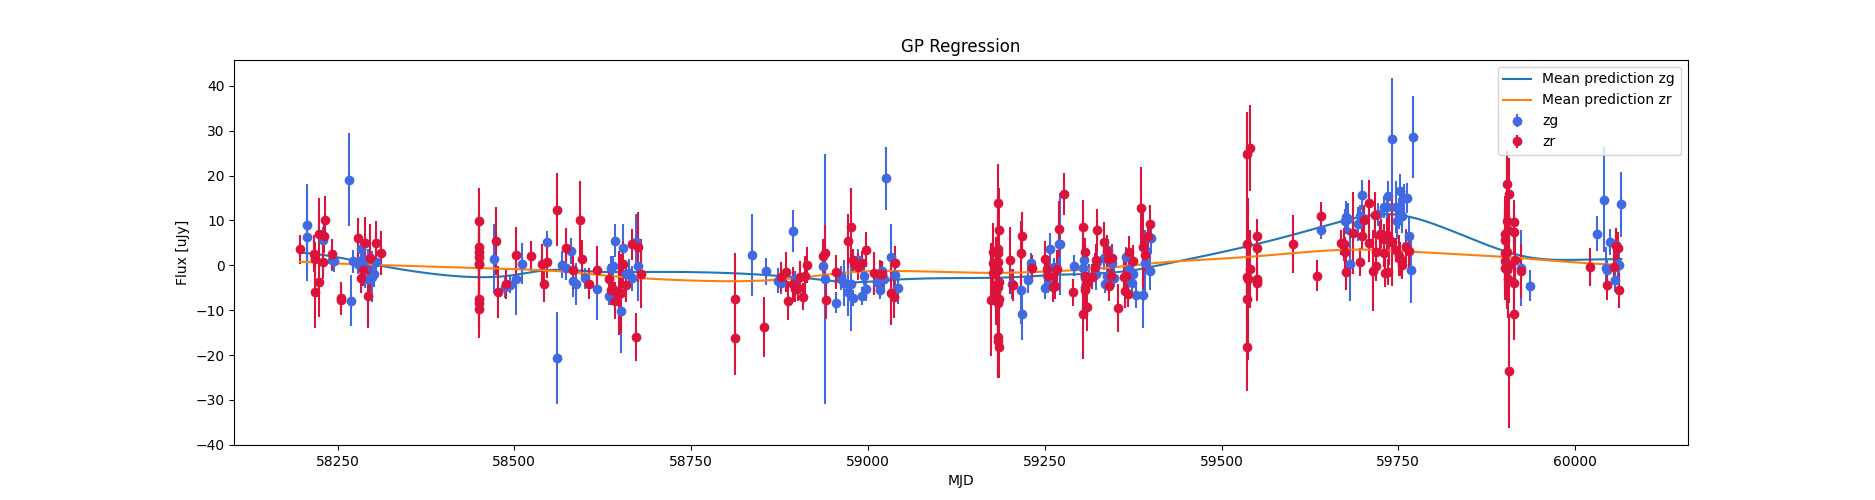 GP Regression
Flux [uJy]
40
30
20
10
0
−10
−20
−30
−40
58250
58500
58750
59000
59250
59500
59750
60000
MJD
Mean prediction zg
Mean prediction zr
zg
zr